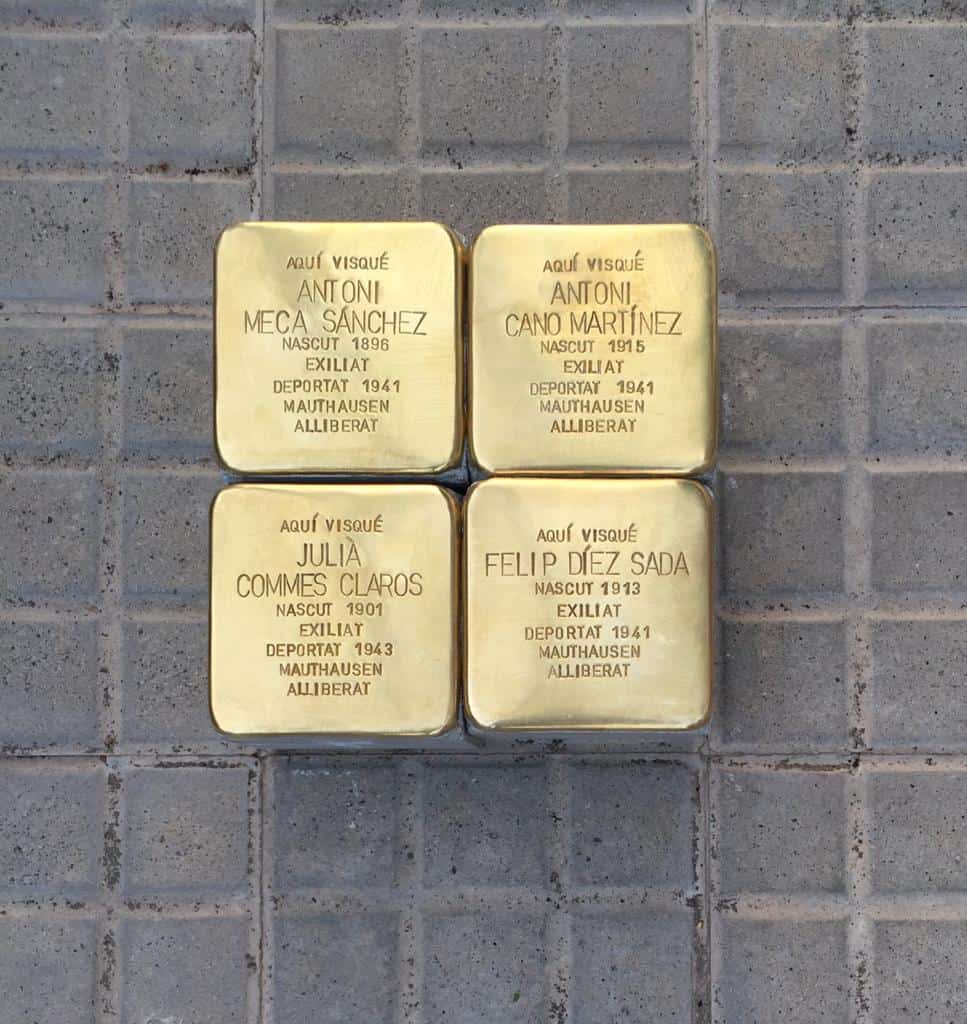 AQUÍ VISQUÉ
ANTONI
MECA SÁNCHEZ
NASCUT 1896
EXILIAT
DEPORTAT 1941
MAUTHAUSEN
ALLIBERAT
AQUÍ VISQUÉ
ANTONI
CANO MARTÍNEZ
NASCUT 1915
EXILIAT
DEPORTAT 1941
MAUTHAUSEN
ALLIBERAT
AQUÍ VISQUÉ
JULIÀ
COMMES CLAROS
NASCUT 1901
EXILIAT
DEPORTAT 1943
MAUTHAUSEN
ALLIBERAT
AQUÍ VISQUÉ
FELIP DÍEZ SADA
NASCUT 1913
EXILIAT
DEPORTAT 1941
MAUTHAUSEN
ALLIBERAT